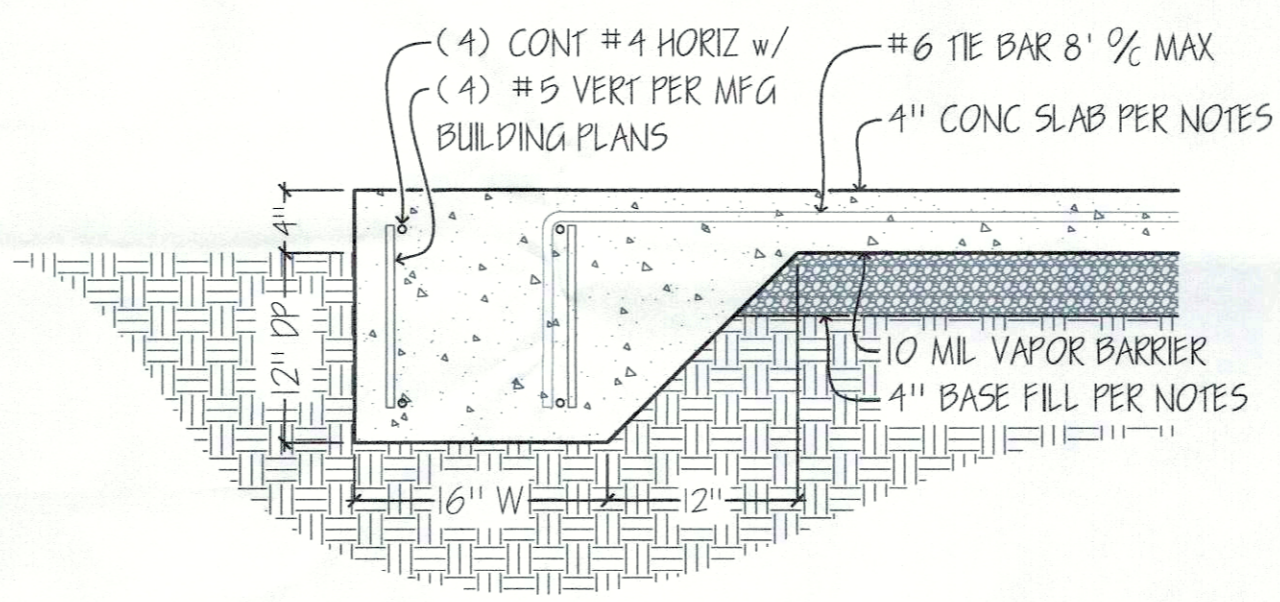 (4) CONT #4 HORIZ w/
(4) #5 VERT PER MFG
BUILDING PLANS
#6 TIE BAR 8' O/C MAX
4" CONC SLAB PER NOTES
4"
12" DP
10 MIL VAPOR BARRIER
4" BASE FILL PER NOTES
16" W
12"